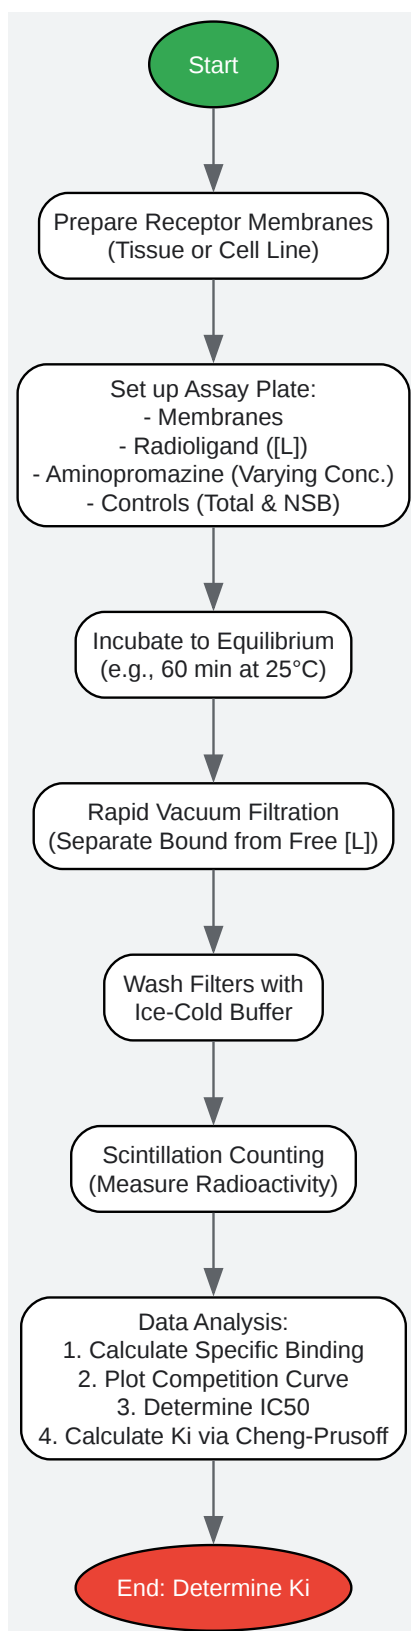 Start
Prepare Receptor Membranes
(Tissue or Cell Line)
Set up Assay Plate:
- Membranes
- Radioligand ([L])
- Aminopromazine (Varying Conc.)
- Controls (Total & NSB)
Incubate to Equilibrium
(e.g., 60 min at 25°C)
Rapid Vacuum Filtration
(Separate Bound from Free [L])
Wash Filters with
Ice-Cold Buffer
Scintillation Counting
(Measure Radioactivity)
Data Analysis:
1. Calculate Specific Binding
2. Plot Competition Curve
3. Determine IC50
4. Calculate Ki via Cheng-Prusoff
End: Determine Ki